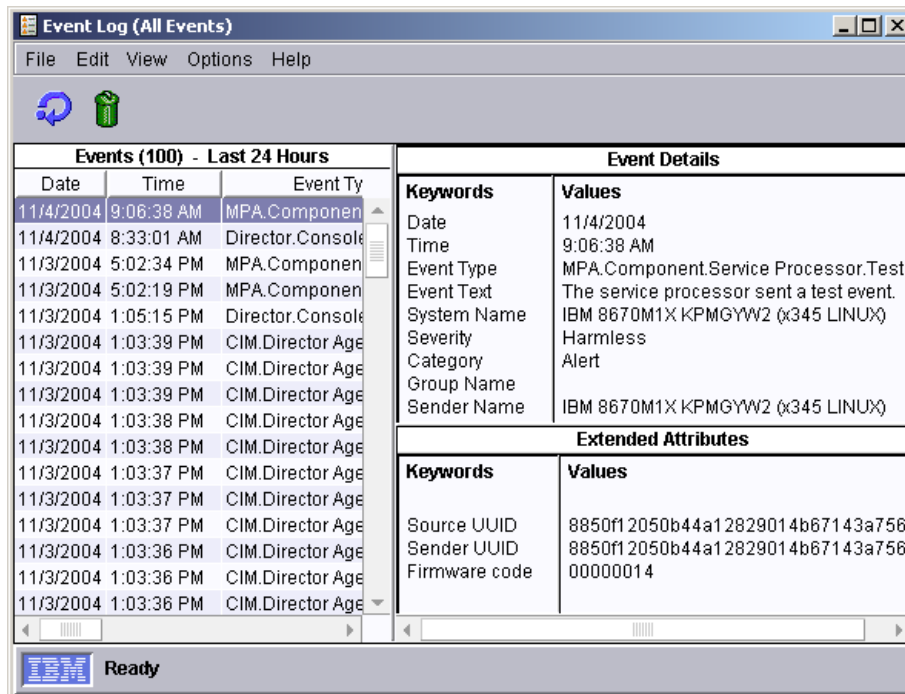 Event Log (All Events)
File Edit View Options Help
Events (100) - Last 24 Hours
Date Time Event Ty
11/4/2004 9:06:38 AM MPA.Componen
11/4/2004 8:33:01 AM Director.Console
11/3/2004 5:02:34 PM MPA.Componen
11/3/2004 5:02:19 PM MPA.Componen
11/3/2004 1:05:15 PM Director.Console
11/3/2004 1:03:39 PM CIM.Director Age
11/3/2004 1:03:39 PM CIM.Director Age
11/3/2004 1:03:39 PM CIM.Director Age
11/3/2004 1:03:38 PM CIM.Director Age
11/3/2004 1:03:38 PM CIM.Director Age
11/3/2004 1:03:37 PM CIM.Director Age
11/3/2004 1:03:37 PM CIM.Director Age
11/3/2004 1:03:37 PM CIM.Director Age
11/3/2004 1:03:36 PM CIM.Director Age
11/3/2004 1:03:36 PM CIM.Director Age
11/3/2004 1:03:36 PM CIM.Director Age
Event Details
Keywords Values
Date 11/4/2004
Time 9:06:38 AM
Event Type MPA.Component.Service Processor.Test
Event Text The service processor sent a test event.
System Name IBM 8670M1X KPMGYW2 (x345 LINUX)
Severity Harmless
Category Alert
Group Name
Sender Name IBM 8670M1X KPMGYW2 (x345 LINUX)
Extended Attributes
Keywords Values
Source UUID 8850f12050b44a12829014b67143a756
Sender UUID 8850f12050b44a12829014b67143a756
Firmware code 00000014
IBM Ready